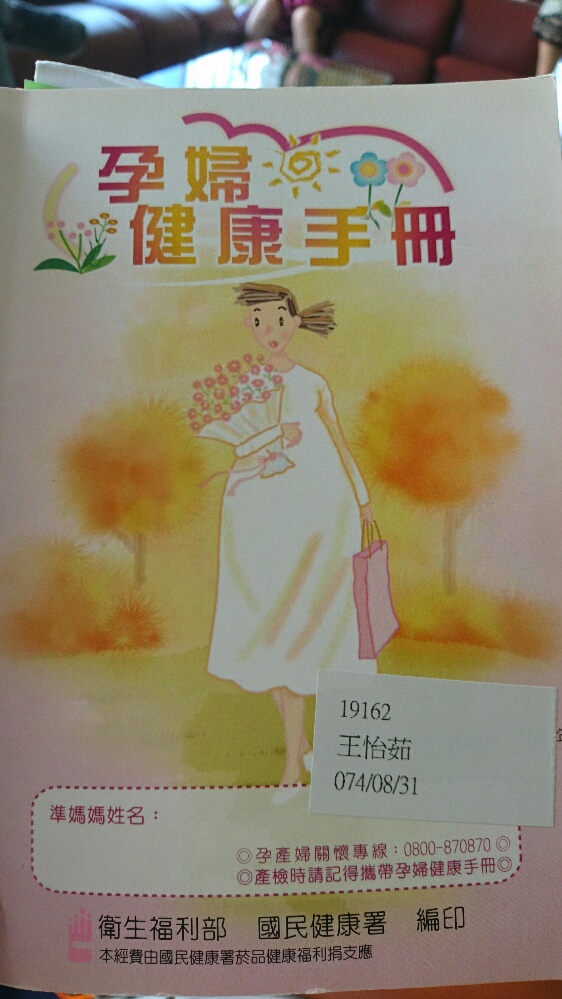 孕婦
健康手冊
19162
王怡茹
074/08/31
準媽媽姓名：
◎孕產婦關懷專線：0800-870870◎
◎產檢時請記得攜帶孕婦健康手冊◎
衛生福利部 國民健康署 編印
本經費由國民健康署菸品健康福利捐支應